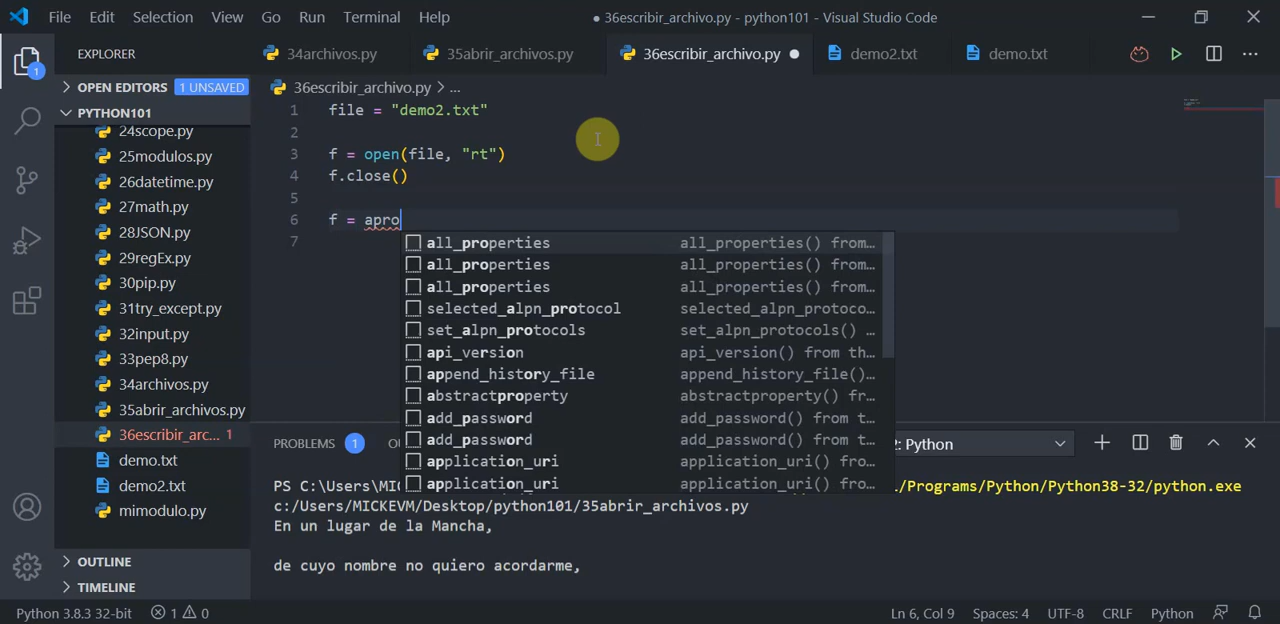 File Edit Selection View Go Run Terminal Help
● 36escribir_archivo.py - python101 - Visual Studio Code
EXPLORER
34archivos.py 35abrir_archivos.py 36escribir_archivo.py demo2.txt demo.txt
OPEN EDITORS 1 UNSAVED
36escribir_archivo.py > ...
PYTHON101
24scope.py
25modulos.py
26datetime.py
27math.py
28JSON.py
29regEx.py
30pip.py
31try_except.py
32input.py
33pep8.py
34archivos.py
35abrir_archivos.py
36escribir_arc... 1
demo.txt
demo2.txt
mimodulo.py
OUTLINE
TIMELINE
1 file = "demo2.txt"
2
3 f = open(file, "rt")
4 f.close()
5
6 f = apro
7
all_properties all_properties() from…
all_properties all_properties() from…
all_properties all_properties() from…
selected_alpn_protocol selected_alpn_protoco…
set_alpn_protocols set_alpn_protocols() …
api_version api_version() from th…
append_history_file append_history_file()…
abstractproperty abstractproperty() fr…
add_password add_password() from t…
add_password add_password() from t…
application_uri application_uri() fro…
application_uri application_uri() fro…
PROBLEMS 1 OU 2: Python
PS C:\Users\MIC /Programs/Python/Python38-32/python.exe
c:/Users/MICKEVM/Desktop/python101/35abrir_archivos.py
En un lugar de la Mancha,
de cuyo nombre no quiero acordarme,
1
Python 3.8.3 32-bit 1 0 Ln 6, Col 9 Spaces: 4 UTF-8 CRLF Python